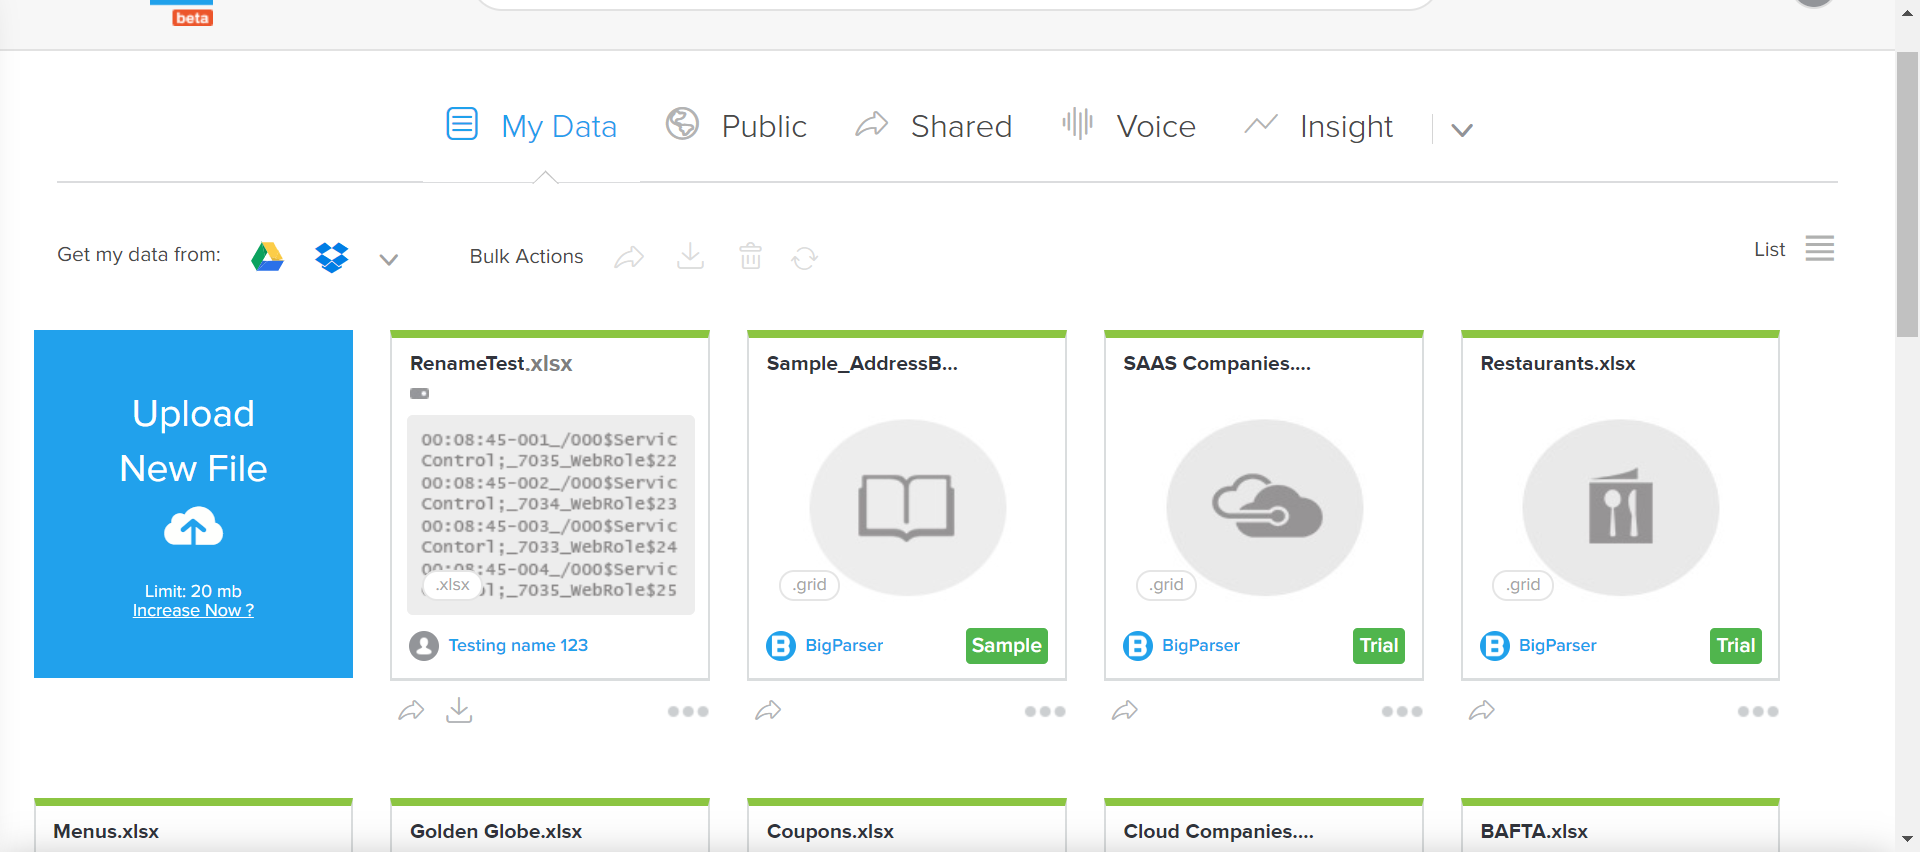 beta
My Data
Public
Shared
Voice
Insight
Get my data from:
Bulk Actions
List
Upload
New File
Limit: 20 mb
Increase Now ?
RenameTest.xlsx
00:08:45-001_/000$Servic
Control;_7035_WebRole$22
00:08:45-002_/000$Servic
Control;_7034_WebRole$23
00:08:45-003_/000$Servic
Contorl;_7033_WebRole$24
:45-004_/000$Servic
ol;_7035_WebRole$25
.xlsx
Testing name 123
Sample_AddressB...
.grid
BigParser
Sample
SAAS Companies....
.grid
BigParser
Trial
Restaurants.xlsx
.grid
BigParser
Trial
Menus.xlsx
Golden Globe.xlsx
Coupons.xlsx
Cloud Companies....
BAFTA.xlsx